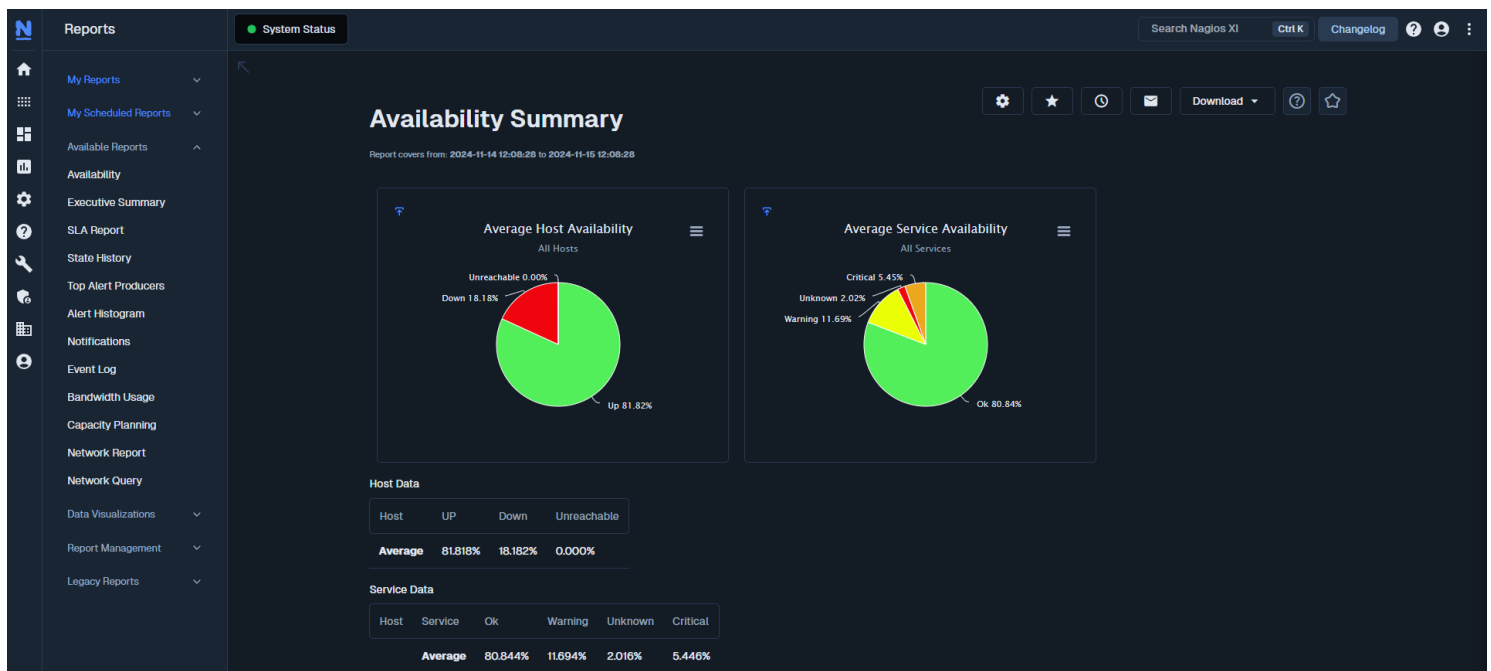 N
Reports
System Status
Search Nagios XI
Ctrl K
Changelog
My Reports
My Scheduled Reports
Available Reports
Availability
Executive Summary
SLA Report
State History
Top Alert Producers
Alert Histogram
Notifications
Event Log
Bandwidth Usage
Capacity Planning
Network Report
Network Query
Data Visualizations
Report Management
Legacy Reports
Download
Availability Summary
Report covers from: 2024-11-14 12:08:28 to 2024-11-15 12:08:28
Average Host Availability
All Hosts
Unreachable 0.00%
Down 18.18%
Up 81.82%
Average Service Availability
All Services
Critical 5.45%
Unknown 2.02%
Warning 11.69%
Ok 80.84%
Host Data
Host UP Down Unreachable
Average 81.818% 18.182% 0.000%
Service Data
Host Service Ok Warning Unknown Critical
Average 80.844% 11.694% 2.016% 5.446%